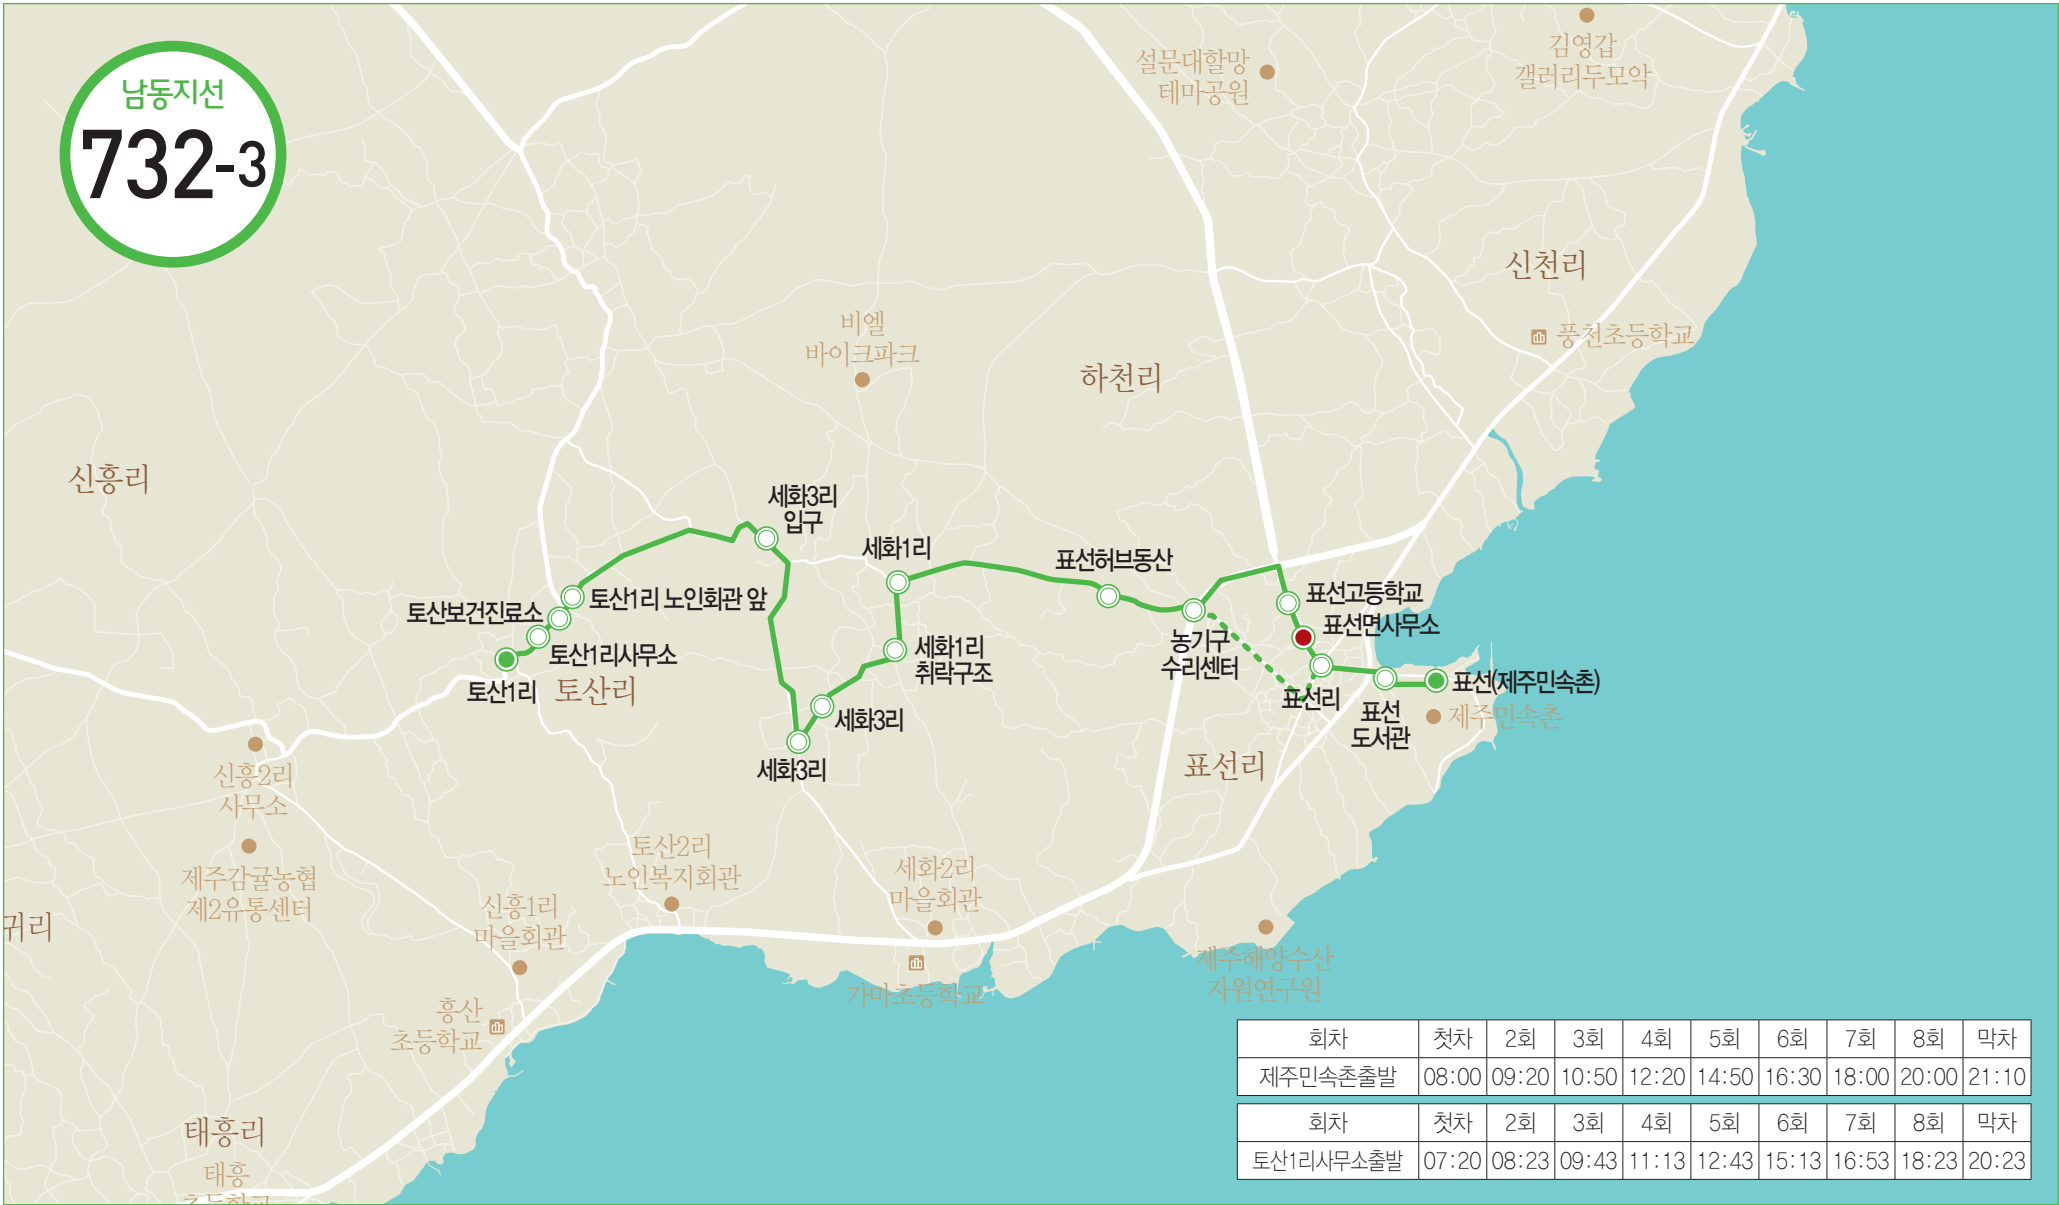 남동지선
732-3
설문대할망
테마공원
김영갑
갤러리두모악
신천리
풍천초등학교
비엘
바이크파크
하천리
신흥리
세화3리
입구
세화1리
표선허브동산
표선고등학교
표선면사무소
토산1리 노인회관 앞
토산보건진료소
토산1리사무소
토산1리
토산리
세화1리
취락구조
농기구
수리센터
표선리
표선(제주민속촌)
제주민속촌
표선
도서관
세화3리
세화3리
표선리
신흥2리
사무소
제주감귤농협
제2유통센터
토산2리
노인복지회관
세화2리
마을회관
신흥1리
마을회관
귀리
제주해양수산
자원연구원
가마초등학교
흥산
초등학교
태흥리
태흥
초등학교
회차 첫차 2회 3회 4회 5회 6회 7회 8회 막차
제주민속촌출발 08:00 09:20 10:50 12:20 14:50 16:30 18:00 20:00 21:10
회차 첫차 2회 3회 4회 5회 6회 7회 8회 막차
토산1리사무소출발 07:20 08:23 09:43 11:13 12:43 15:13 16:53 18:23 20:23